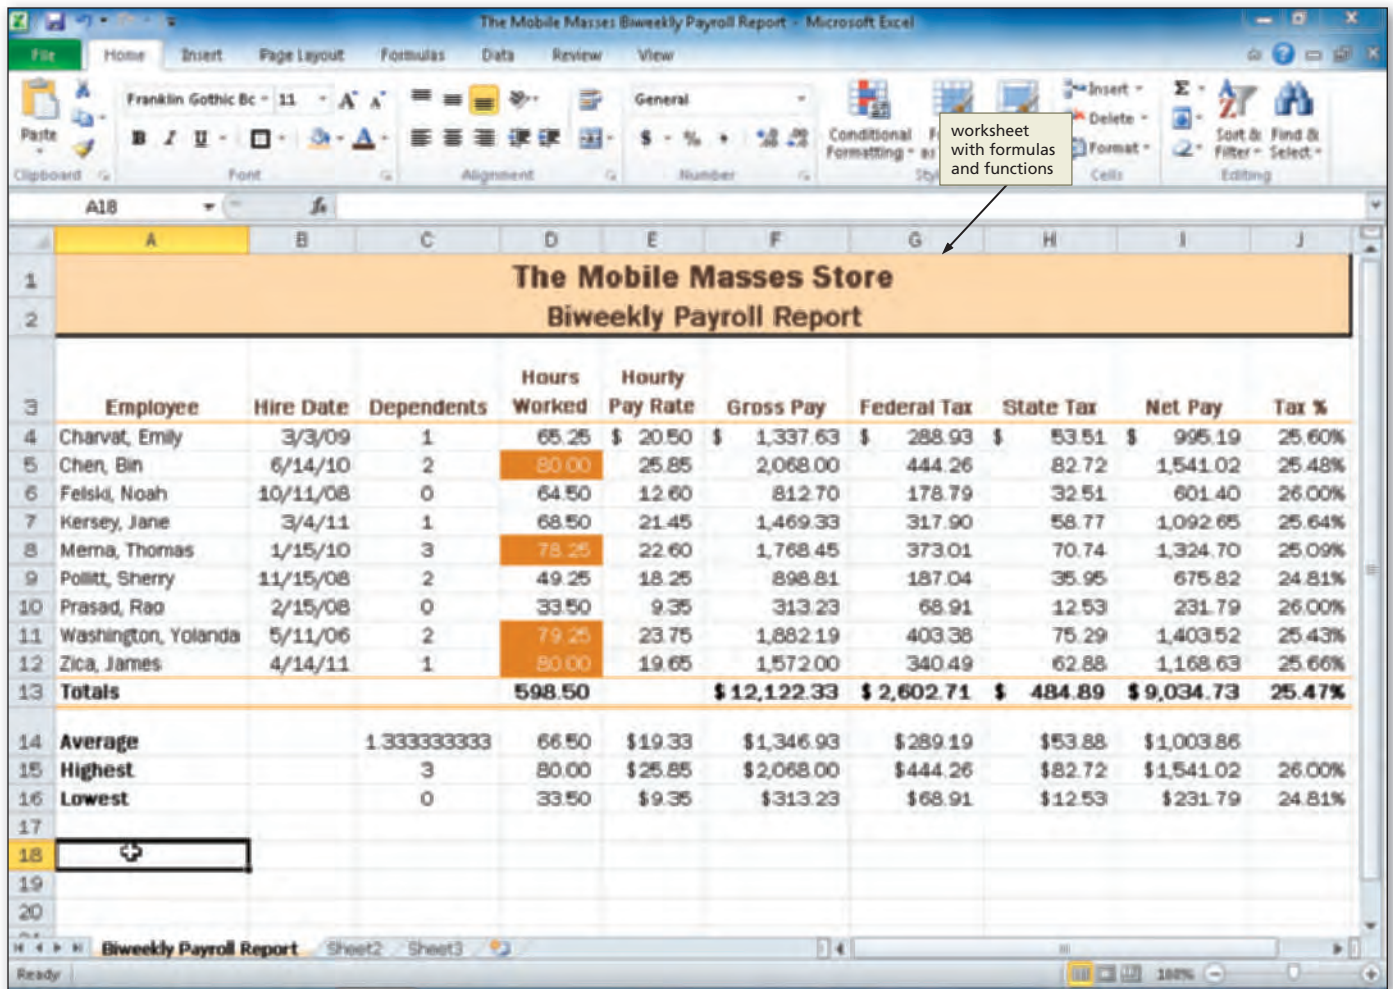 The Mobile Masses Biweekly Payroll Report - Microsoft Excel
File Home Insert Page Layout Formulas Data Review View
Franklin Gothic Bc 11 General
Paste
Conditional Formatting
Insert
Delete
Format
Σ
Sort & Filter
Find & Select
Clipboard Font Alignment Number Cells Editing
worksheet
with formulas
and functions
A18 fx
A B C D E F G H I J
1 The Mobile Masses Store
2 Biweekly Payroll Report
3 Employee Hire Date Dependents Hours Worked Hourly Pay Rate Gross Pay Federal Tax State Tax Net Pay Tax %
4 Charvat, Emily 3/3/09 1 65.25 $ 20.50 $ 1,337.63 $ 288.93 $ 53.51 $ 995.19 25.60%
5 Chen, Bin 6/14/10 2 80.00 25.85 2,068.00 444.26 82.72 1,541.02 25.48%
6 Felski, Noah 10/11/08 0 64.50 12.60 812.70 178.79 32.51 601.40 26.00%
7 Kersey, Jane 3/4/11 1 68.50 21.45 1,469.33 317.90 58.77 1,092.65 25.64%
8 Merna, Thomas 1/15/10 3 78.25 22.60 1,768.45 373.01 70.74 1,324.70 25.09%
9 Pollitt, Sherry 11/15/08 2 49.25 18.25 898.81 187.04 35.95 675.82 24.81%
10 Prasad, Rao 2/15/08 0 33.50 9.35 313.23 68.91 12.53 231.79 26.00%
11 Washington, Yolanda 5/11/06 2 79.25 23.75 1,882.19 403.38 75.29 1,403.52 25.43%
12 Zica, James 4/14/11 1 80.00 19.65 1,572.00 340.49 62.88 1,168.63 25.66%
13 Totals 598.50 $ 12,122.33 $ 2,602.71 $ 484.89 $ 9,034.73 25.47%
14 Average 1.333333333 66.50 $19.33 $1,346.93 $289.19 $53.88 $1,003.86
15 Highest 3 80.00 $25.85 $2,068.00 $444.26 $82.72 $1,541.02 26.00%
16 Lowest 0 33.50 $9.35 $313.23 $68.91 $12.53 $231.79 24.81%
17
18
19
20
Biweekly Payroll Report Sheet2 Sheet3
Ready 100%